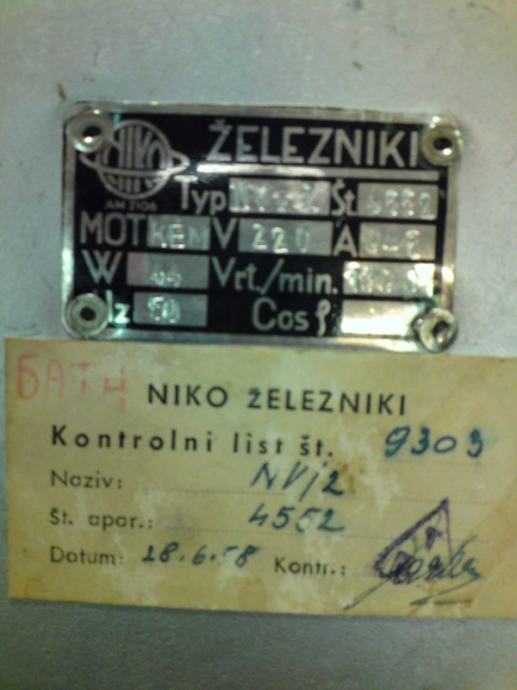 NIKO
AM 2106
ŽELEZNIKI
Typ Št. 4552
MOT KEM V 220 A
W Vrt./min.
Hz 50 Cos φ
БАТН
NIKO ŽELEZNIKI
Kontrolni list št. 9303
Naziv: NV/2
Št. apar.: 4552
Datum: 28.6.58 Kontr.: